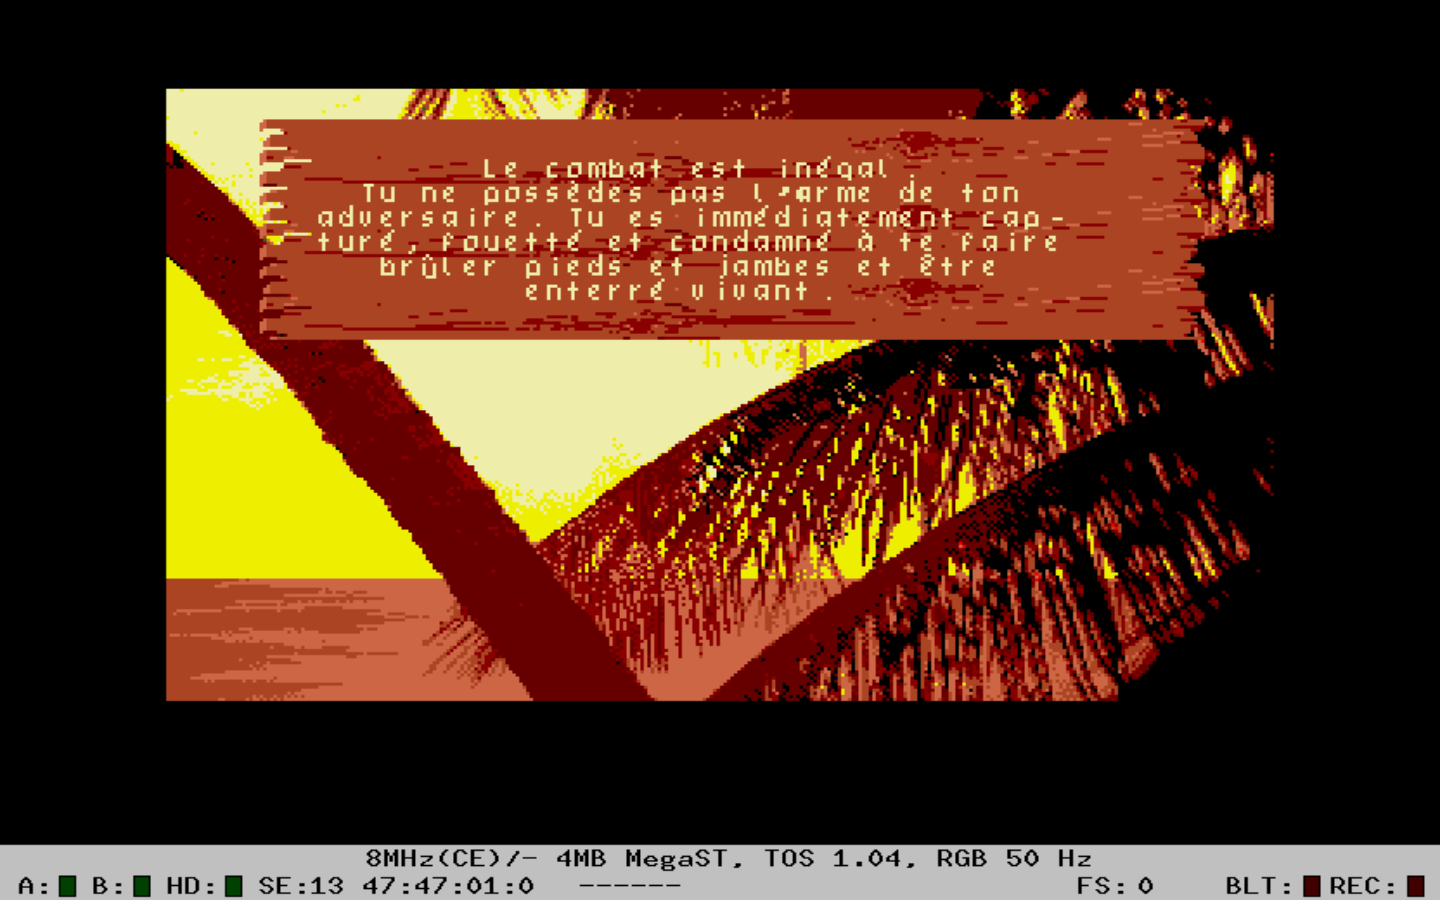 Le combat est inégal .
Tu ne possèdes pas l'arme de ton
adversaire . Tu es immédiatement cap-
turé, fouetté et condamné à te faire
brûler pieds et jambes et être
enterré vivant .
8MHz(CE)/- 4MB MegaST, TOS 1.04, RGB 50 Hz
A: B: HD: SE:13 47:47:01:0 ------ FS: 0 BLT: REC: